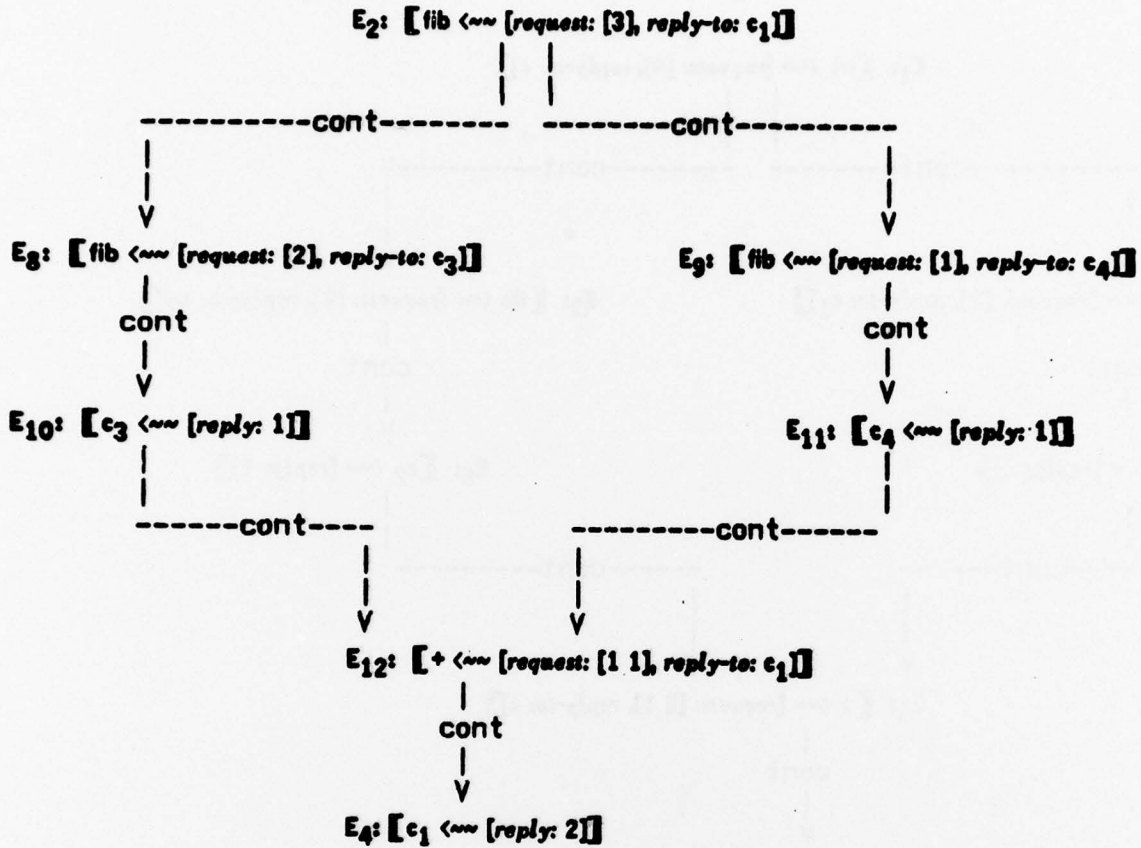 E2: [[fib <~~ [request: [3], reply-to: c1]]]
cont cont
E8: [[fib <~~ [request: [2], reply-to: c3]]] E9: [[fib <~~ [request: [1], reply-to: c4]]]
cont cont
E10: [[c3 <~~ [reply: 1]]] E11: [[c4 <~~ [reply: 1]]]
cont cont
E12: [[+ <~~ [request: [1 1], reply-to: c1]]]
cont
E4: [[c1 <~~ [reply: 2]]]